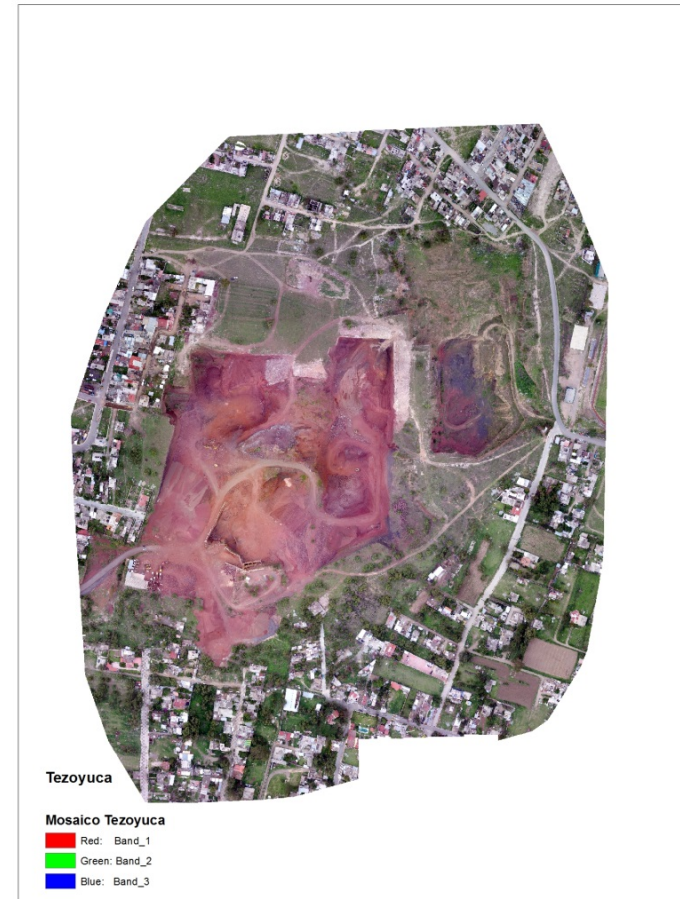 Tezoyuca
Mosaico Tezoyuca
Red: Band_1
Green: Band_2
Blue: Band_3